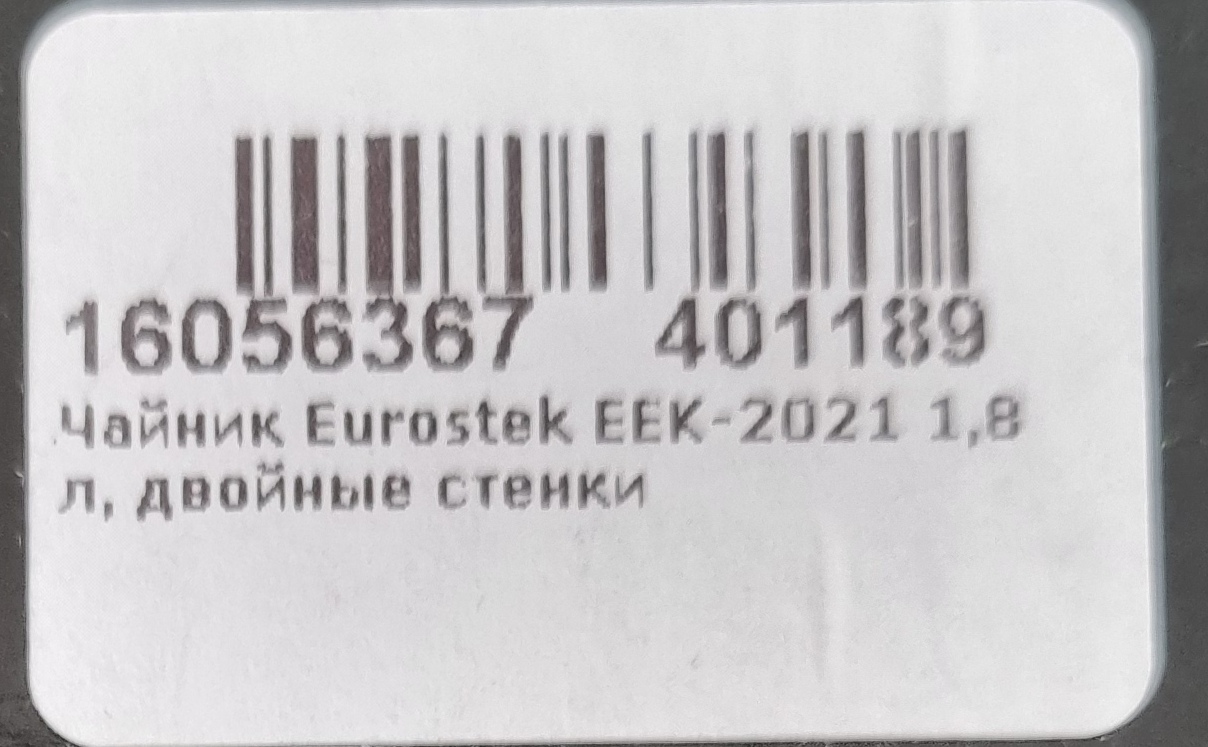 16056367 401189
Чайник Eurostek EEK-2021 1,8
л, двойные стенки